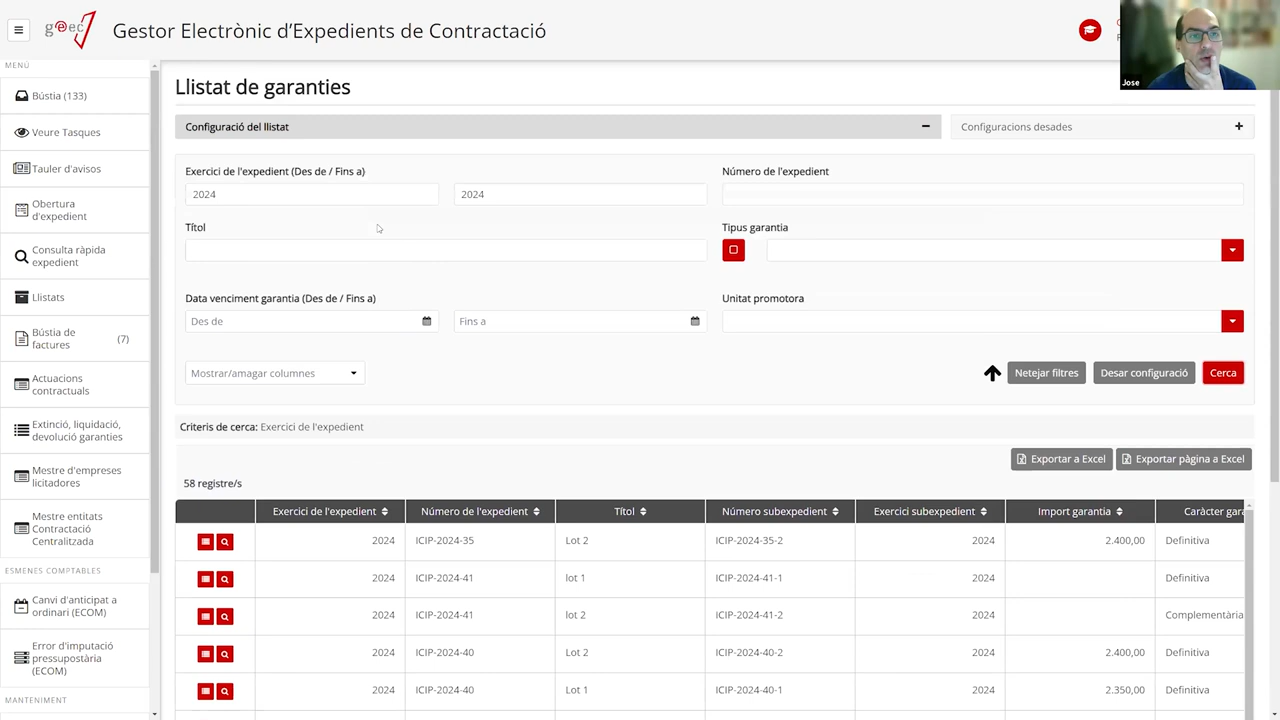 geec
Gestor Electrònic d'Expedients de Contractació
Jose
MENÚ
Bústia (133)
Veure Tasques
Tauler d'avisos
Obertura
d'expedient
Consulta ràpida
expedient
Llistats
Bústia de
factures
(7)
Actuacions
contractuals
Extinció, liquidació,
devolució garanties
Mestre d'empreses
licitadores
Mestre entitats
Contractació
Centralitzada
ESMENES COMPTABLES
Canvi d'anticipat a
ordinari (ECOM)
Error d'imputació
pressupostària
(ECOM)
MANTENIMENT
Llistat de garanties
Configuració del llistat
Configuracions desades
Exercici de l'expedient (Des de / Fins a)
Número de l'expedient
2024 2024
Títol
Tipus garantia
Data venciment garantia (Des de / Fins a)
Unitat promotora
Des de
Fins a
Mostrar/amagar columnes
Netejar filtres
Desar configuració
Cerca
Criteris de cerca: Exercici de l'expedient
Exportar a Excel
Exportar pàgina a Excel
58 registre/s
Exercici de l'expedient Número de l'expedient Títol Número subexpedient Exercici subexpedient Import garantia Caràcter gara
2024 ICIP-2024-35 Lot 2 ICIP-2024-35-2 2024 2.400,00 Definitiva
2024 ICIP-2024-41 lot 1 ICIP-2024-41-1 2024 Definitiva
2024 ICIP-2024-41 lot 2 ICIP-2024-41-2 2024 Complementària
2024 ICIP-2024-40 Lot 2 ICIP-2024-40-2 2024 2.400,00 Definitiva
2024 ICIP-2024-40 Lot 1 ICIP-2024-40-1 2024 2.350,00 Definitiva